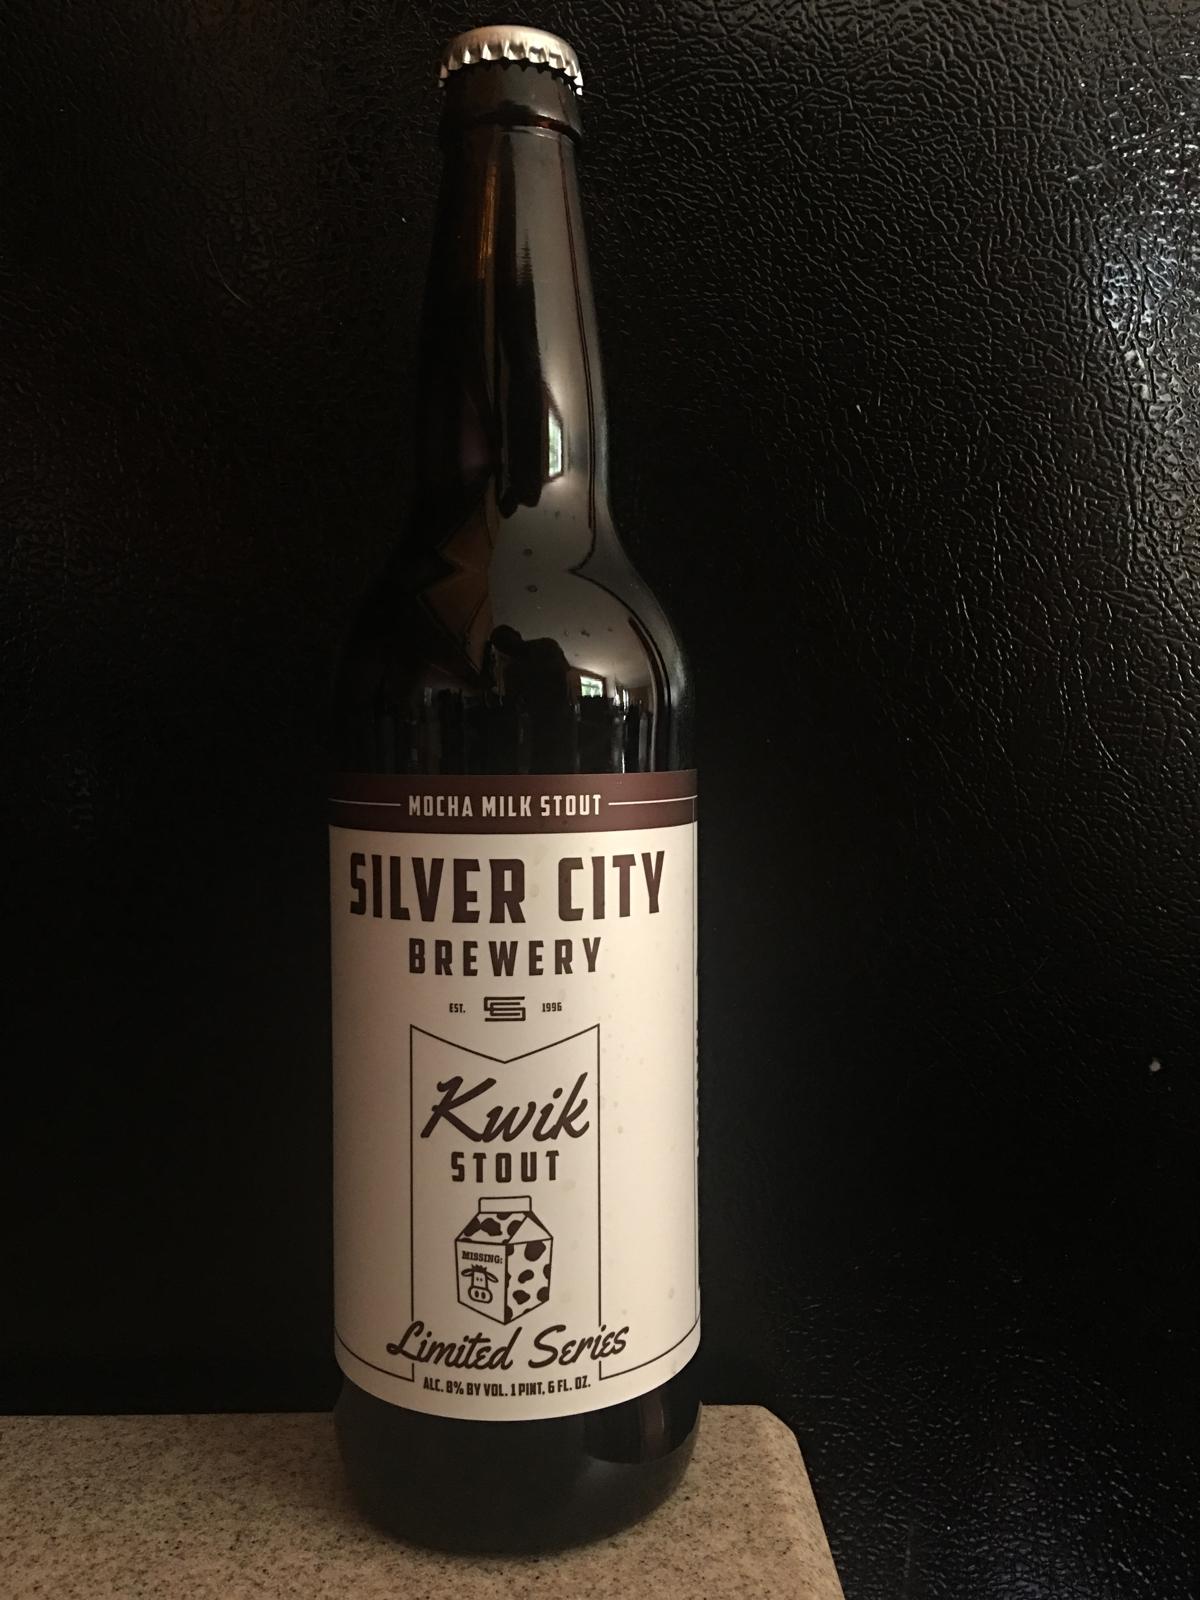 MOCHA MILK STOUT
SILVER CITY
BREWERY
EST. 1996
Kwik
STOUT
MISSING:
Limited Series
ALC. 8% BY VOL. 1 PINT, 6 FL. OZ.